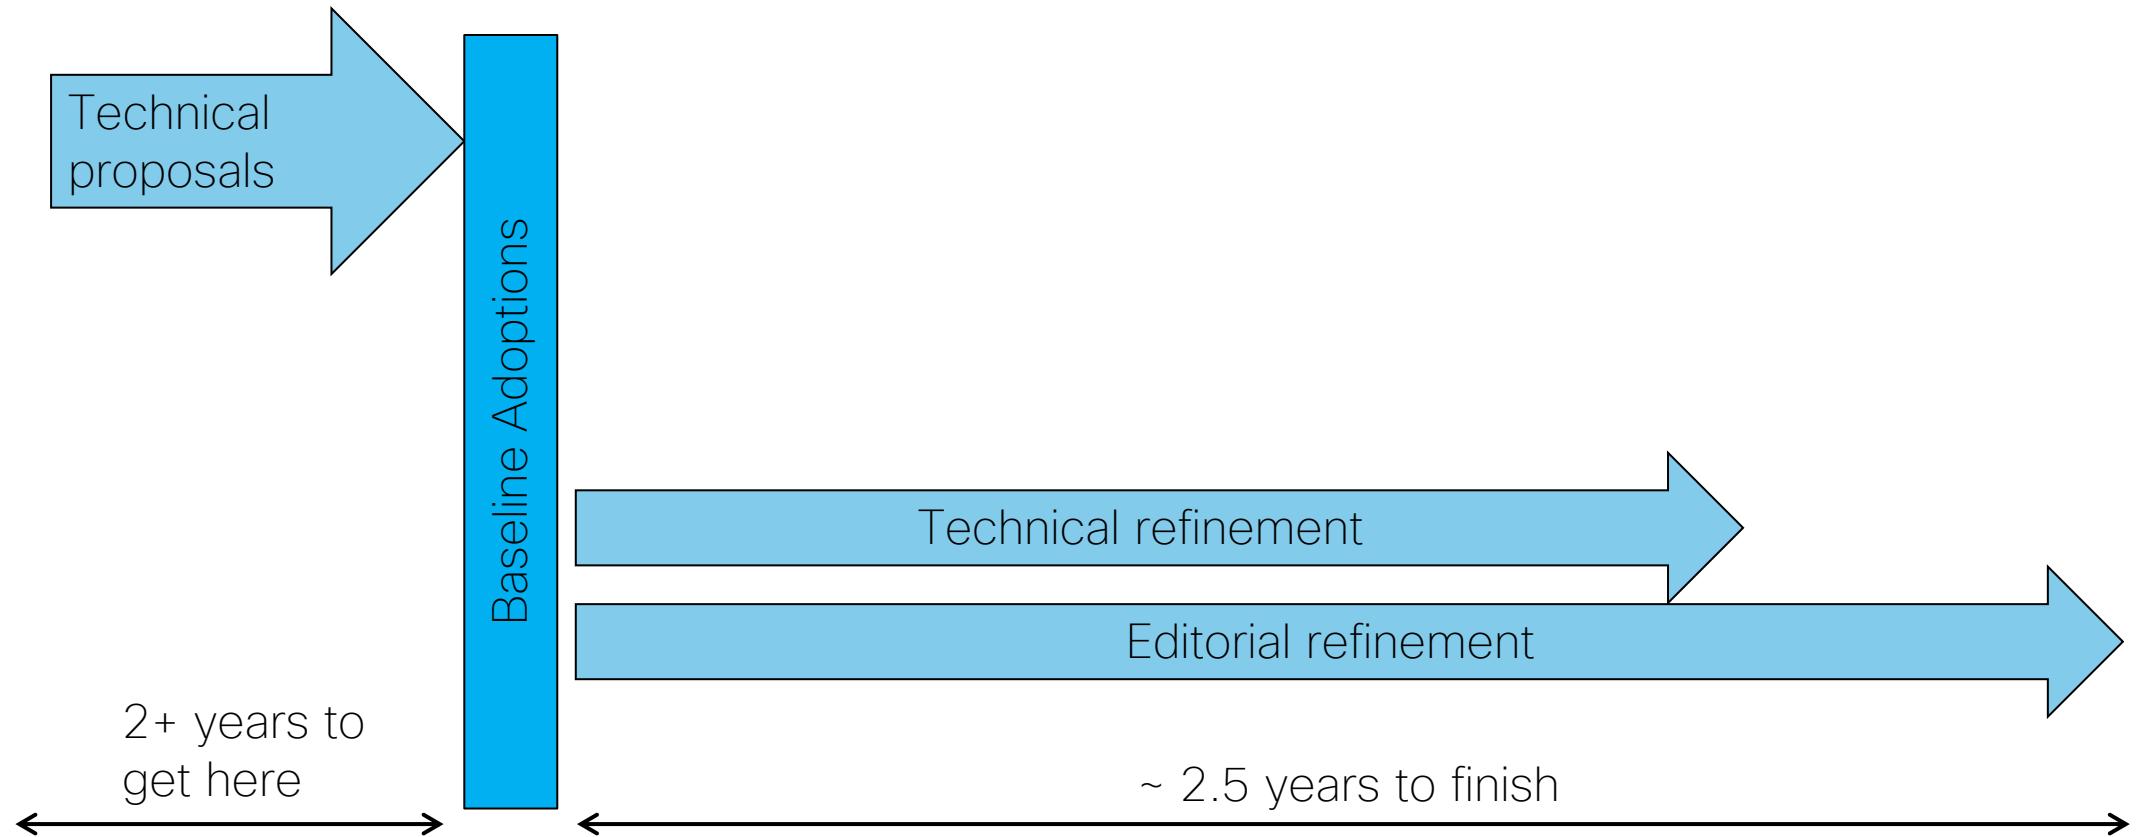 Technical
proposals
Baseline Adoptions
Technical refinement
Editorial refinement
2+ years to
get here
~ 2.5 years to finish